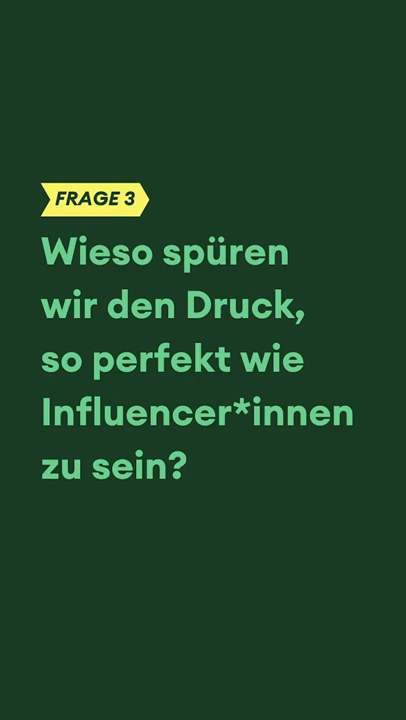 FRAGE 3
Wieso spüren
wir den Druck,
so perfekt wie
Influencer*innen
zu sein?